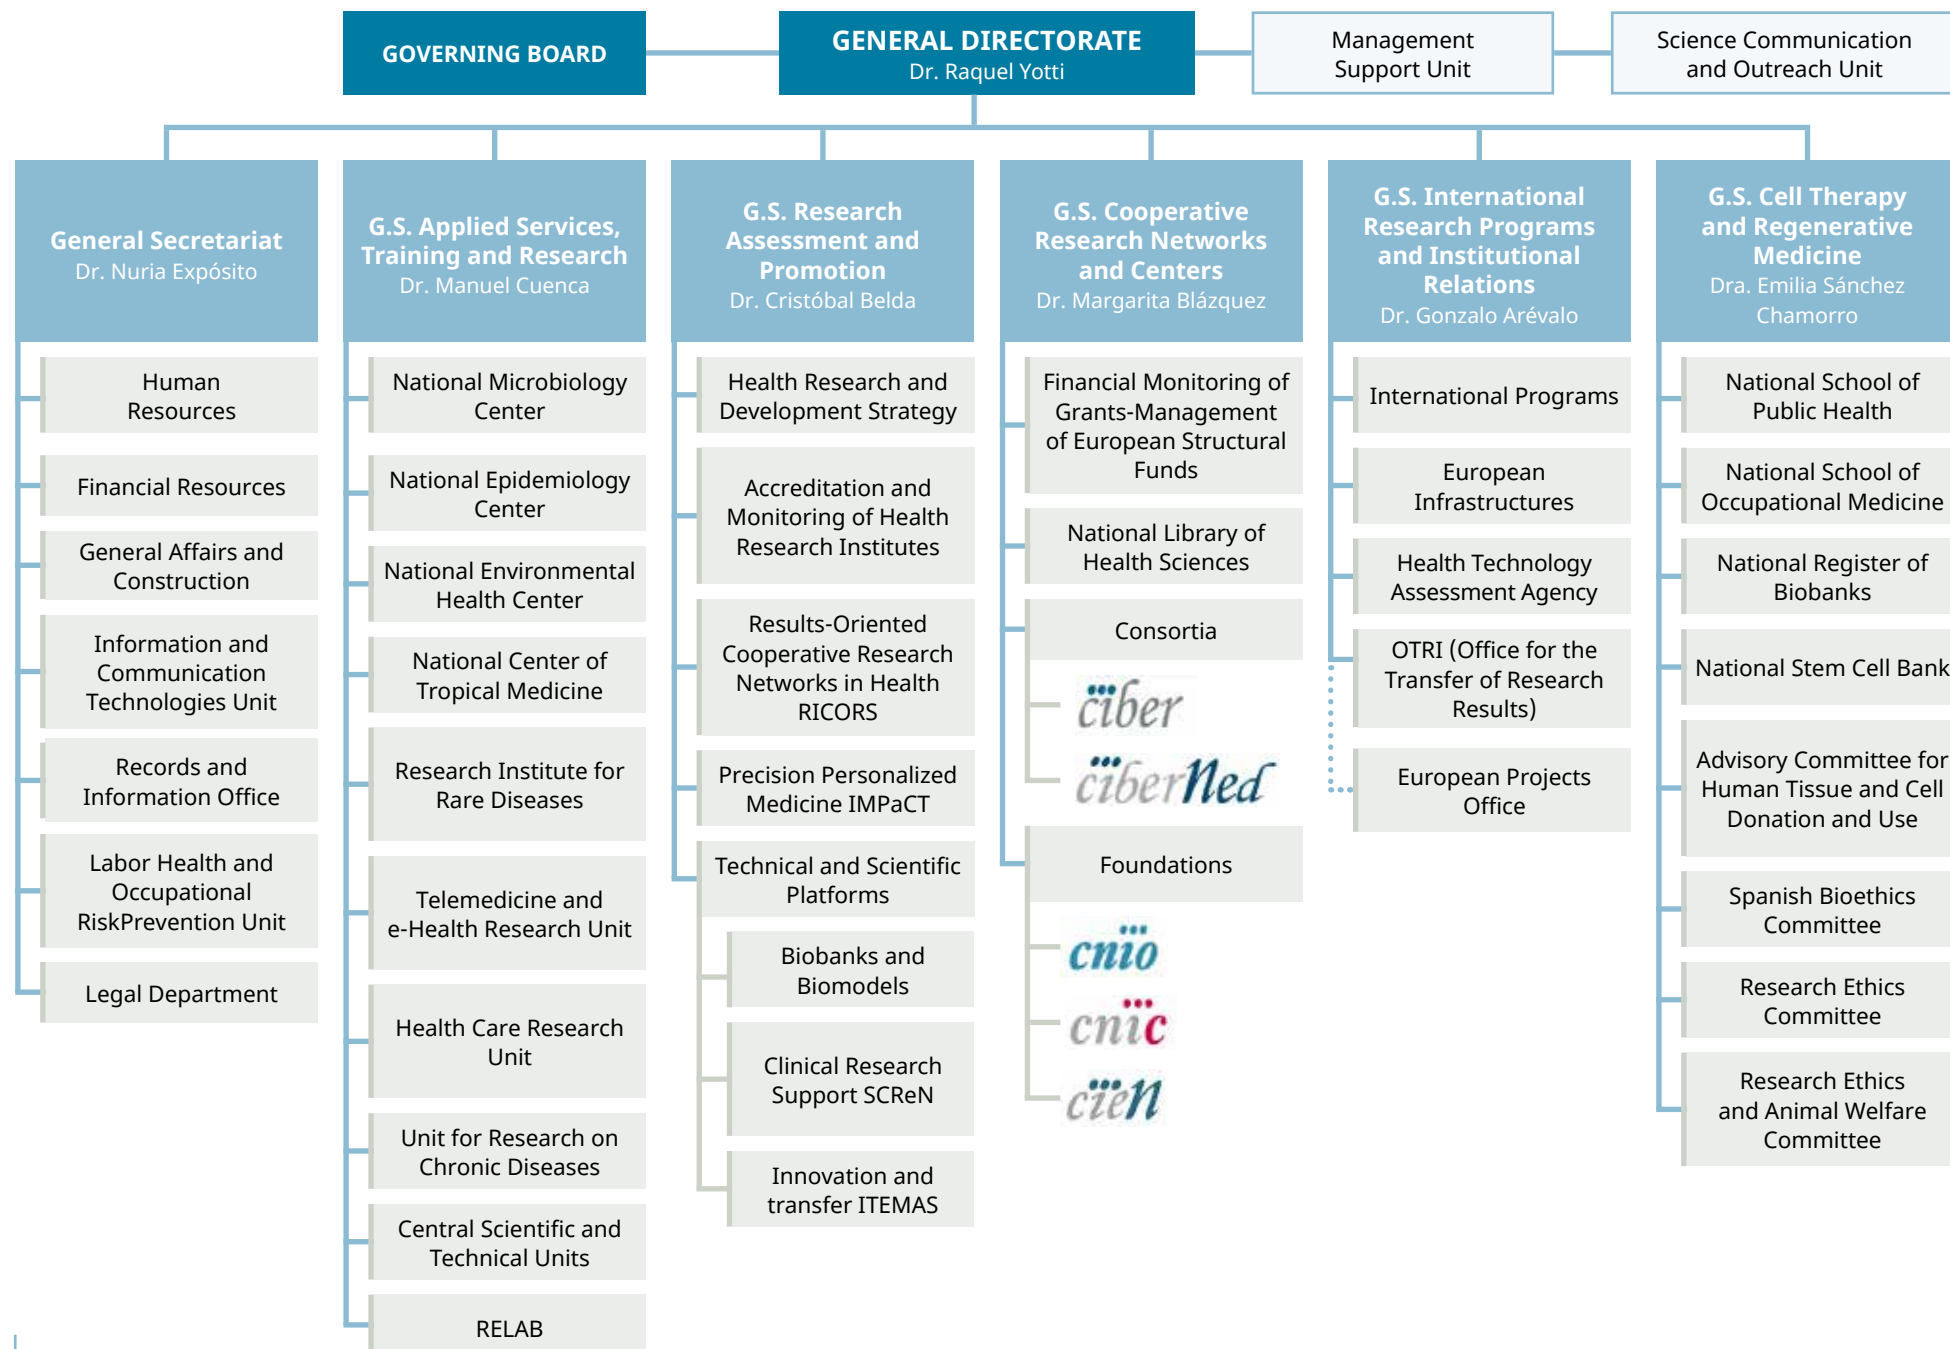 GOVERNING BOARD
GENERAL DIRECTORATE
Dr. Raquel Yotti
Management
Support Unit
Science Communication
and Outreach Unit
General Secretariat
Dr. Nuria Expósito
Human
Resources
Financial Resources
General Affairs and
Construction
Information and
Communication
Technologies Unit
Records and
Information Office
Labor Health and
Occupational
RiskPrevention Unit
Legal Department
G.S. Applied Services,
Training and Research
Dr. Manuel Cuenca
National Microbiology
Center
National Epidemiology
Center
National Environmental
Health Center
National Center of
Tropical Medicine
Research Institute for
Rare Diseases
Telemedicine and
e-Health Research Unit
Health Care Research
Unit
Unit for Research on
Chronic Diseases
Central Scientific and
Technical Units
RELAB
G.S. Research
Assessment and
Promotion
Dr. Cristóbal Belda
Health Research and
Development Strategy
Accreditation and
Monitoring of Health
Research Institutes
Results-Oriented
Cooperative Research
Networks in Health
RICORS
Precision Personalized
Medicine IMPaCT
Technical and Scientific
Platforms
Biobanks and
Biomodels
Clinical Research
Support SCReN
Innovation and
transfer ITEMAS
G.S. Cooperative
Research Networks
and Centers
Dr. Margarita Blázquez
Financial Monitoring of
Grants-Management
of European Structural
Funds
National Library of
Health Sciences
Consortia
ciber
ciberned
Foundations
cnio
cnic
cien
G.S. International
Research Programs
and Institutional
Relations
Dr. Gonzalo Arévalo
International Programs
European
Infrastructures
Health Technology
Assessment Agency
OTRI (Office for the
Transfer of Research
Results)
European Projects
Office
G.S. Cell Therapy
and Regenerative
Medicine
Dra. Emilia Sánchez
Chamorro
National School of
Public Health
National School of
Occupational Medicine
National Register of
Biobanks
National Stem Cell Bank
Advisory Committee for
Human Tissue and Cell
Donation and Use
Spanish Bioethics
Committee
Research Ethics
Committee
Research Ethics
and Animal Welfare
Committee